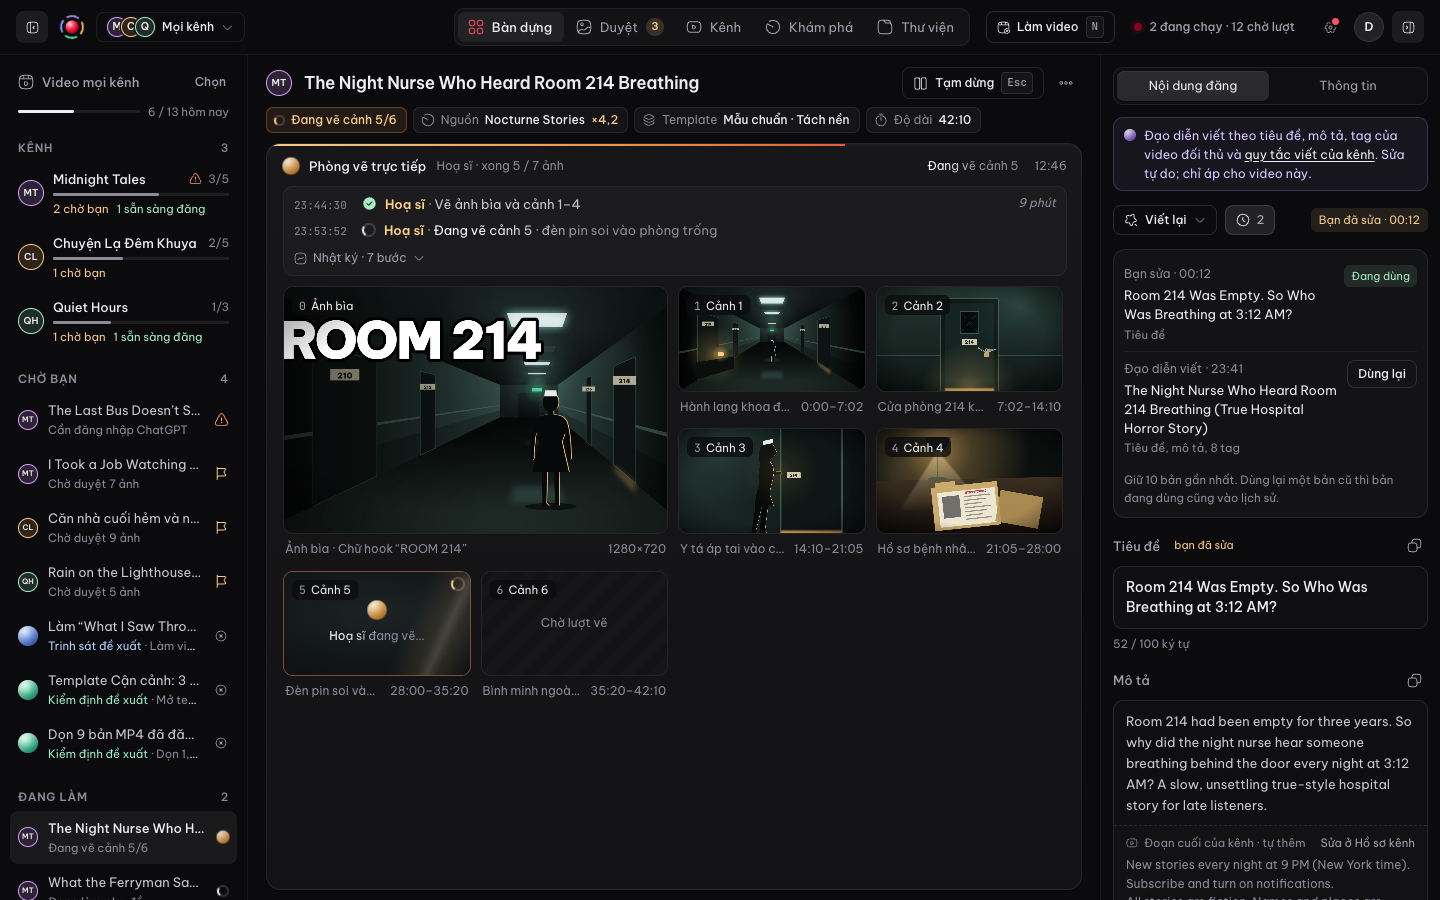 M C Q Mọi kênh
Bản dựng
Duyệt 3
Kênh
Khám phá
Thư viện
Làm video N
2 đang chạy · 12 chờ lượt
D
Video mọi kênh
Chọn
6 / 13 hôm nay
KÊNH 3
MT Midnight Tales 3/5
2 chờ bạn 1 sẵn sàng đăng
CL Chuyện Lạ Đêm Khuya 2/5
1 chờ bạn
QH Quiet Hours 1/3
1 chờ bạn 1 sẵn sàng đăng
CHỜ BẠN 4
MT The Last Bus Doesn’t S...
Cần đăng nhập ChatGPT
MT I Took a Job Watching ...
Chờ duyệt 7 ảnh
CL Căn nhà cuối hẻm và n...
Chờ duyệt 9 ảnh
QH Rain on the Lighthouse...
Chờ duyệt 5 ảnh
Làm “What I Saw Thro...
Trinh sát đề xuất · Làm vi...
Template Cận cảnh: 3 ...
Kiểm định đề xuất · Mở te...
Dọn 9 bản MP4 đã đă...
Kiểm định đề xuất · Dọn 1,...
ĐANG LÀM 2
MT The Night Nurse Who H...
Đang vẽ cảnh 5/6
MT What the Ferryman Sa...
MT The Night Nurse Who Heard Room 214 Breathing
Tạm dừng Esc
Đang vẽ cảnh 5/6
Nguồn Nocturne Stories ×4,2
Template Mẫu chuẩn · Tách nền
Độ dài 42:10
Phòng vẽ trực tiếp Hoạ sĩ · xong 5 / 7 ảnh
Đang vẽ cảnh 5 12:46
23:44:30 Hoạ sĩ · Vẽ ảnh bìa và cảnh 1–4 9 phút
23:53:52 Hoạ sĩ · Đang vẽ cảnh 5 · đèn pin soi vào phòng trống
Nhật ký · 7 bước
0 Ảnh bìa
ROOM 214
210
212
214
Ảnh bìa · Chữ hook “ROOM 214” 1280×720
1 Cảnh 1
Hành lang khoa đ... 0:00–7:02
2 Cảnh 2
214
Cửa phòng 214 k... 7:02–14:10
3 Cảnh 3
214
Y tá áp tai vào c... 14:10–21:05
4 Cảnh 4
Hồ sơ bệnh nhâ... 21:05–28:00
5 Cảnh 5
Hoạ sĩ đang vẽ...
Đèn pin soi và... 28:00–35:20
6 Cảnh 6
Chờ lượt vẽ
Bình minh ngoà... 35:20–42:10
Nội dung đăng
Thông tin
Đạo diễn viết theo tiêu đề, mô tả, tag của
video đối thủ và quy tắc viết của kênh. Sửa
tự do; chỉ áp cho video này.
Viết lại
2
Bạn đã sửa · 00:12
Bạn sửa · 00:12
Đang dùng
Room 214 Was Empty. So Who
Was Breathing at 3:12 AM?
Tiêu đề
Đạo diễn viết · 23:41
Dùng lại
The Night Nurse Who Heard Room
214 Breathing (True Hospital
Horror Story)
Tiêu đề, mô tả, 8 tag
Giữ 10 bản gần nhất. Dùng lại một bản cũ thì bản
đang dùng cũng vào lịch sử.
Tiêu đề bạn đã sửa
Room 214 Was Empty. So Who Was
Breathing at 3:12 AM?
52 / 100 ký tự
Mô tả
Room 214 had been empty for three years. So
why did the night nurse hear someone
breathing behind the door every night at 3:12
AM? A slow, unsettling true-style hospital
story for late listeners.
Đoạn cuối của kênh · tự thêm Sửa ở Hồ sơ kênh
New stories every night at 9 PM (New York time).
Subscribe and turn on notifications.
All stories are fiction. Names and places are